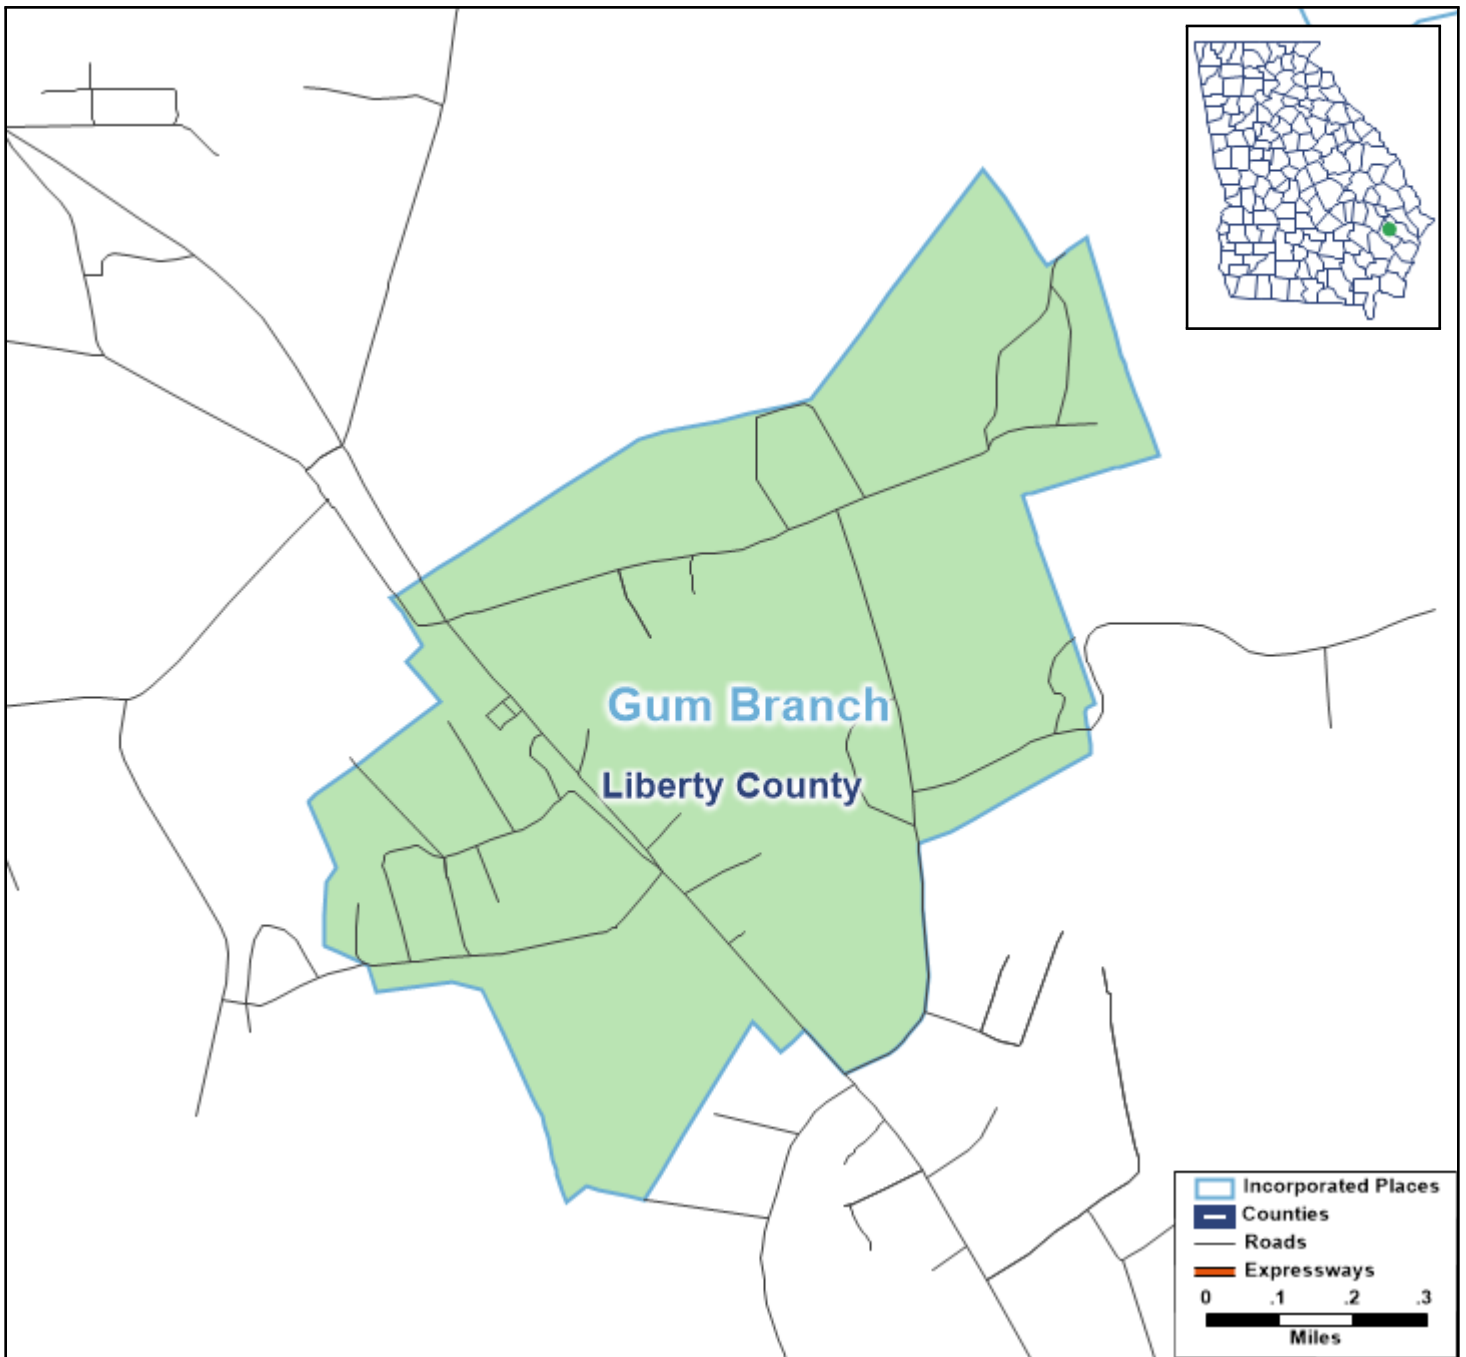 Gum Branch
Liberty County
Incorporated Places
Counties
Roads
Expressways
0 .1 .2 .3
Miles